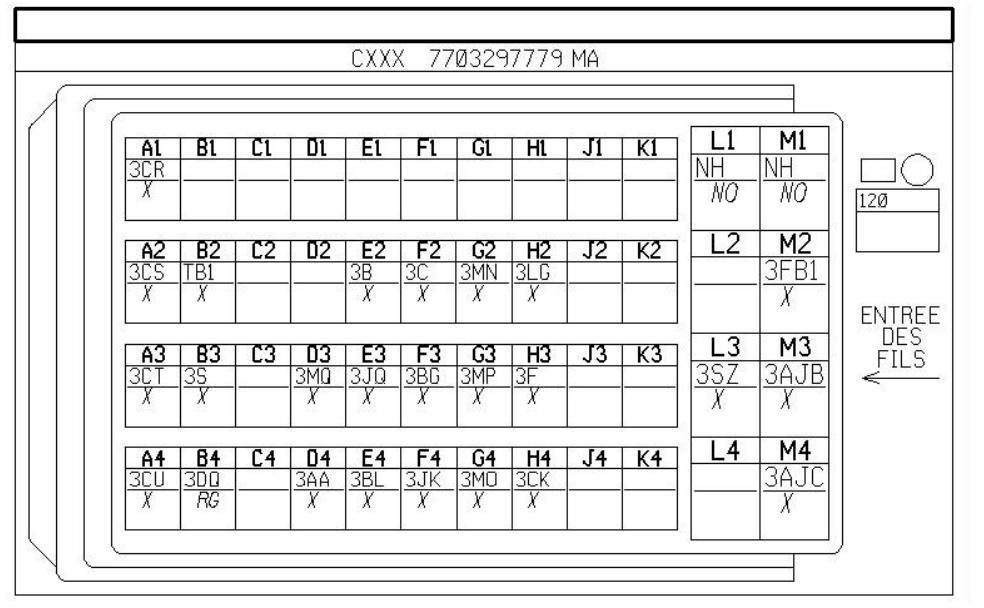 CXXX 7703297779 MA
A1 B1 C1 D1 E1 F1 G1 H1 J1 K1 L1 M1
3CR NH NH
X NO NO
120
A2 B2 C2 D2 E2 F2 G2 H2 J2 K2 L2 M2
3CS TB1 3B 3C 3MN 3LG 3FB1
X X X X X X X
ENTREE
DES
FILS
A3 B3 C3 D3 E3 F3 G3 H3 J3 K3 L3 M3
3CT 3S 3MQ 3JQ 3BG 3MP 3F 3SZ 3AJB
X X X X X X X X X
A4 B4 C4 D4 E4 F4 G4 H4 J4 K4 L4 M4
3CU 3DQ 3AA 3BL 3JK 3MO 3CK 3AJC
X RG X X X X X X